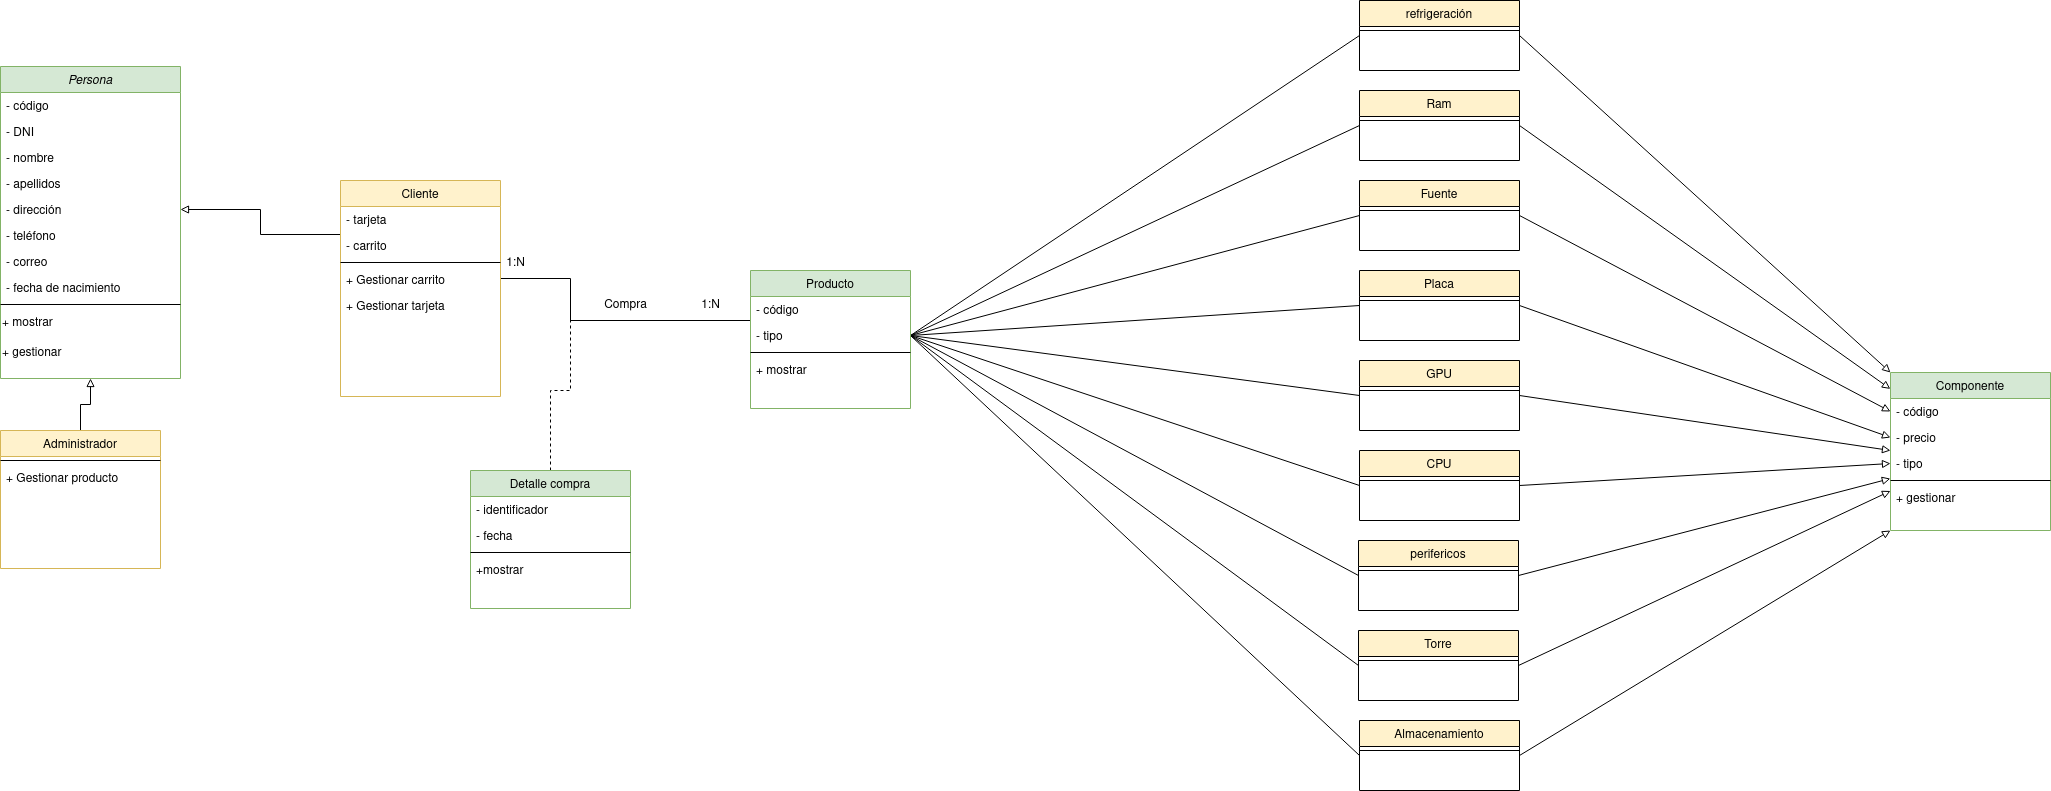 Persona
- código
- DNI
- nombre
- apellidos
- dirección
- teléfono
- correo
- fecha de nacimiento
+ mostrar
+ gestionar
Administrador
+ Gestionar producto
Cliente
- tarjeta
- carrito
+ Gestionar carrito
+ Gestionar tarjeta
1:N
Compra
1:N
Detalle compra
- identificador
- fecha
+mostrar
Producto
- código
- tipo
+ mostrar
refrigeración
Ram
Fuente
Placa
GPU
CPU
perifericos
Torre
Almacenamiento
Componente
- código
- precio
- tipo
+ gestionar